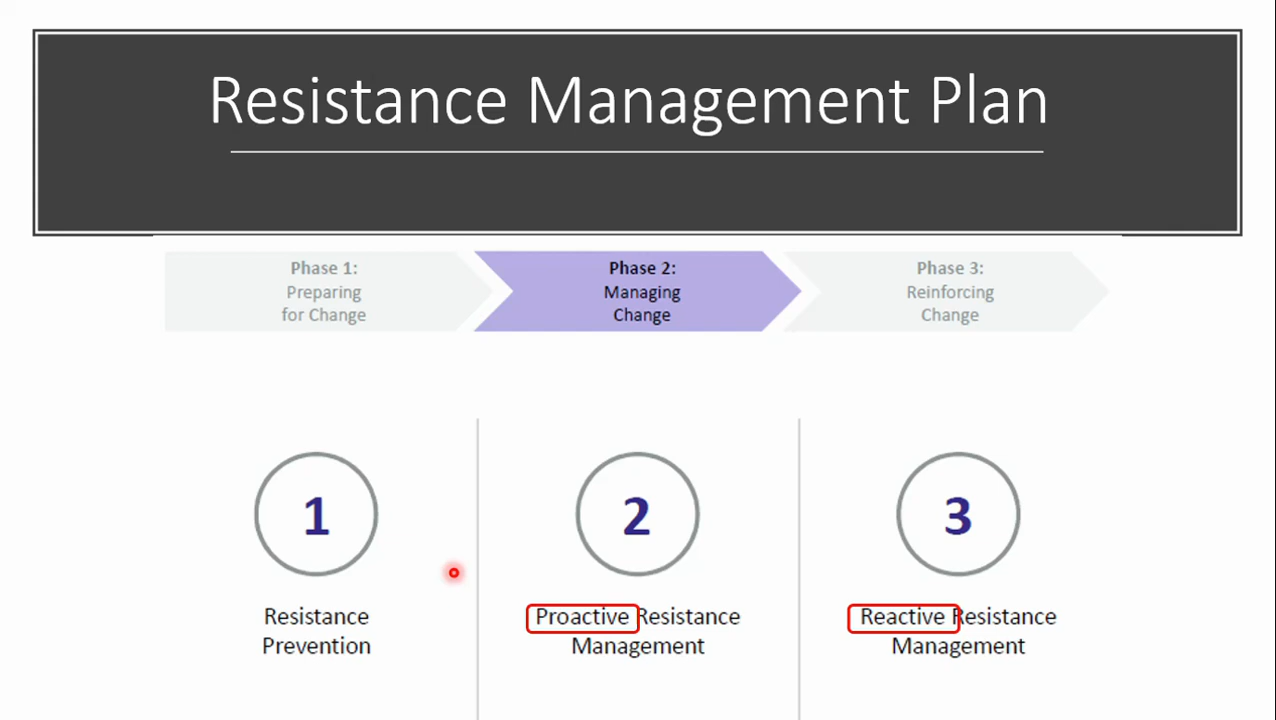 Resistance Management Plan
Phase 1:
Preparing
for Change
Phase 2:
Managing
Change
Phase 3:
Reinforcing
Change
1
Resistance
Prevention
2
Proactive Resistance
Management
3
Reactive Resistance
Management